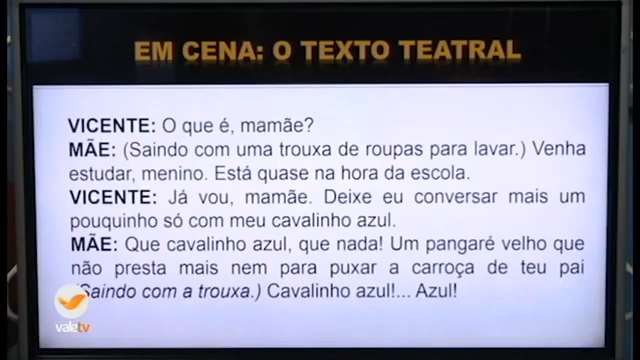 EM CENA: O TEXTO TEATRAL
VICENTE: O que é, mamãe?
MÃE: (Saindo com uma trouxa de roupas para lavar.) Venha
estudar, menino. Está quase na hora da escola.
VICENTE: Já vou, mamãe. Deixe eu conversar mais um
pouquinho só com meu cavalinho azul.
MÃE: Que cavalinho azul, que nada! Um pangaré velho que
não presta mais nem para puxar a carroça de teu pai
(Saindo com a trouxa.) Cavalinho azul!... Azul!
valetv